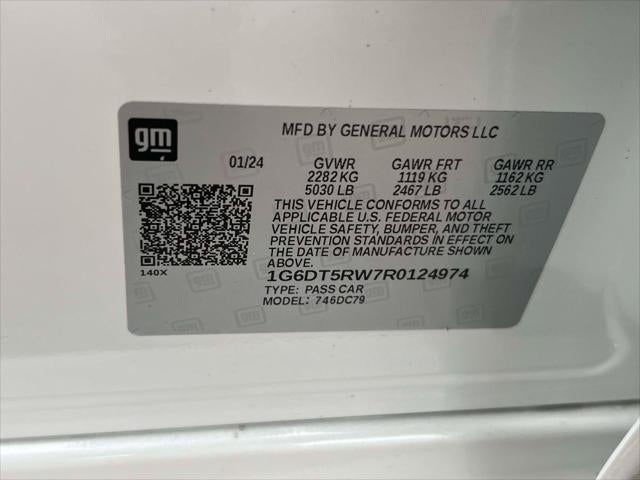 gm
MFD BY GENERAL MOTORS LLC
01/24 GVWR GAWR FRT GAWR RR
2282 KG 1119 KG 1162 KG
5030 LB 2467 LB 2562 LB
THIS VEHICLE CONFORMS TO ALL
APPLICABLE U.S. FEDERAL MOTOR
VEHICLE SAFETY, BUMPER, AND THEFT
PREVENTION STANDARDS IN EFFECT ON
THE DATE OF MANUFACTURE SHOWN
ABOVE.
140X
1G6DT5RW7R0124974
TYPE: PASS CAR
MODEL: 746DC79